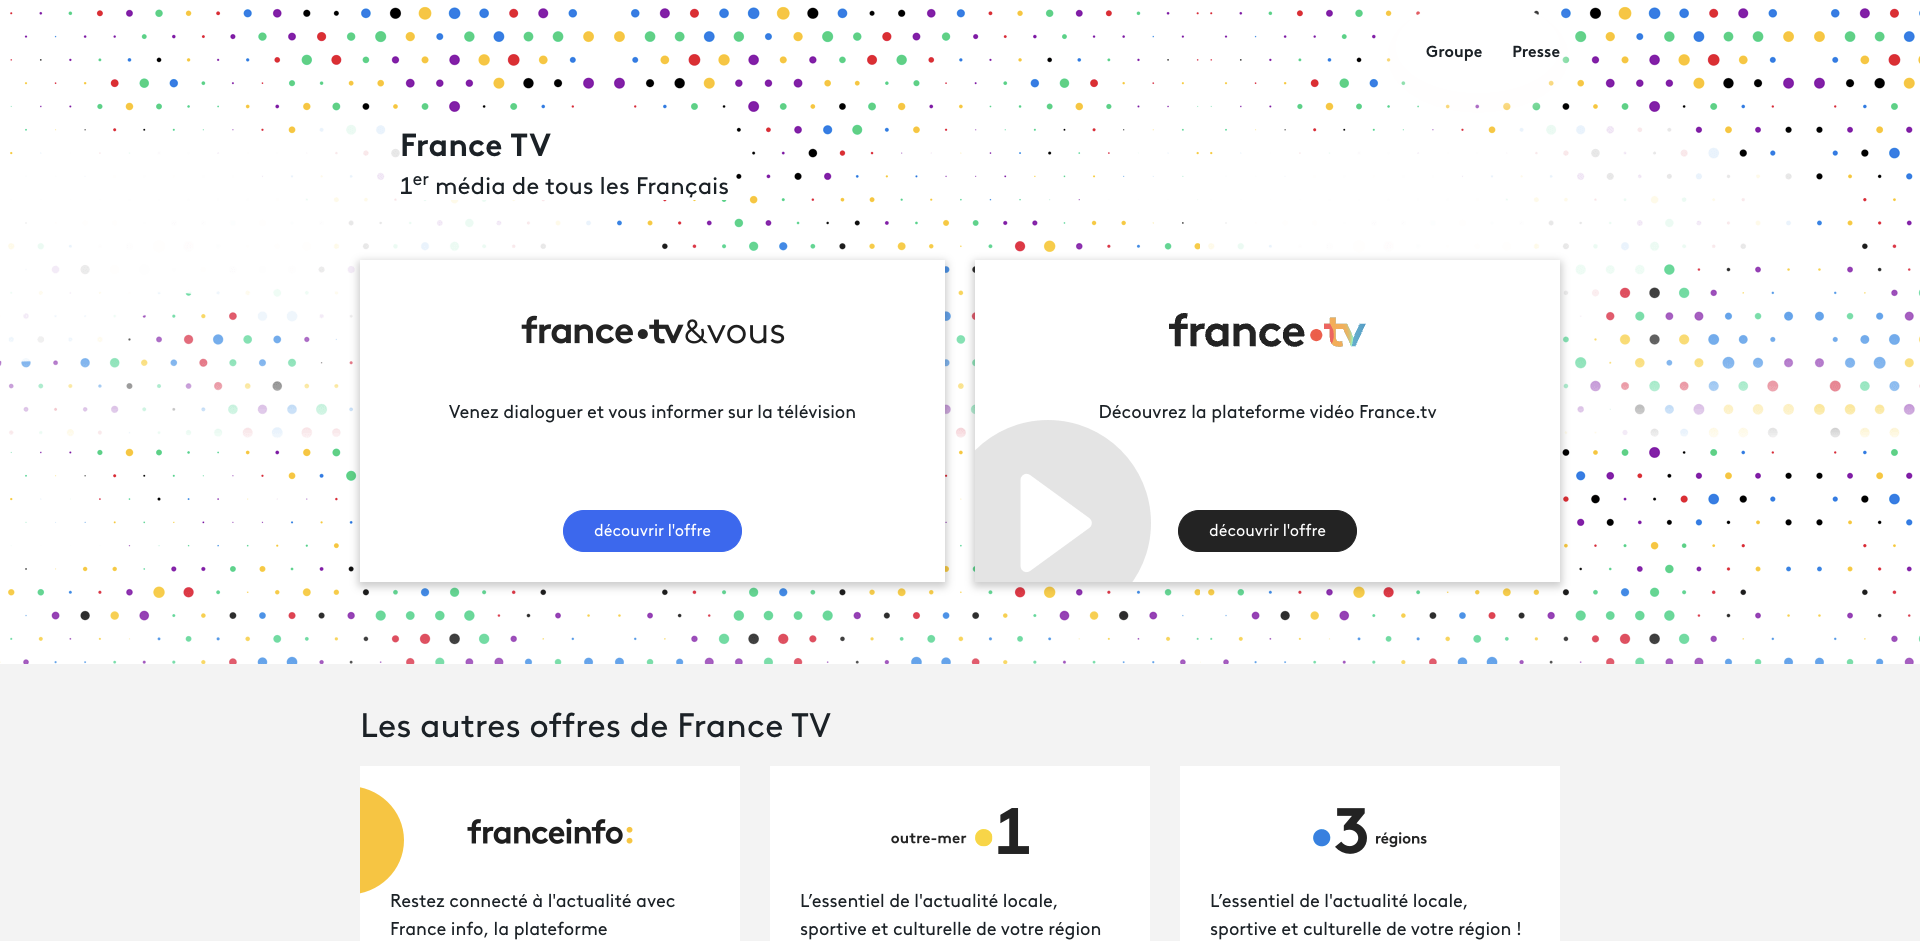 Groupe Presse
France TV
1er média de tous les Français
france•tv&vous
france•tv
Venez dialoguer et vous informer sur la télévision
Découvrez la plateforme vidéo France.tv
découvrir l'offre
découvrir l'offre
Les autres offres de France TV
franceinfo:
outre-mer 1
3 régions
Restez connecté à l'actualité avec
France info, la plateforme
L’essentiel de l'actualité locale,
sportive et culturelle de votre région
L’essentiel de l'actualité locale,
sportive et culturelle de votre région !